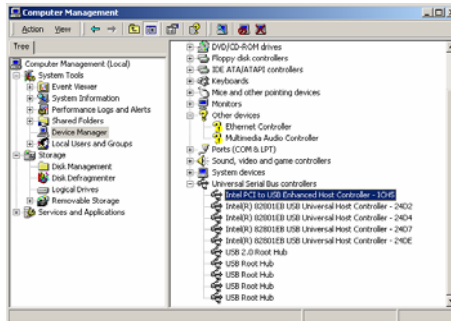 Computer Management
Action View
Tree
Computer Management (Local)
System Tools
Event Viewer
System Information
Performance Logs and Alerts
Shared Folders
Device Manager
Local Users and Groups
Storage
Disk Management
Disk Defragmenter
Logical Drives
Removable Storage
Services and Applications
DVD/CD-ROM drives
Floppy disk controllers
IDE ATA/ATAPI controllers
Keyboards
Mice and other pointing devices
Monitors
Other devices
Ethernet Controller
Multimedia Audio Controller
Ports (COM & LPT)
Sound, video and game controllers
System devices
Universal Serial Bus controllers
Intel PCI to USB Enhanced Host Controller - ICH5
Intel(R) 82801EB USB Universal Host Controller - 24D2
Intel(R) 82801EB USB Universal Host Controller - 24D4
Intel(R) 82801EB USB Universal Host Controller - 24D7
Intel(R) 82801EB USB Universal Host Controller - 24DE
USB 2.0 Root Hub
USB Root Hub
USB Root Hub
USB Root Hub
USB Root Hub